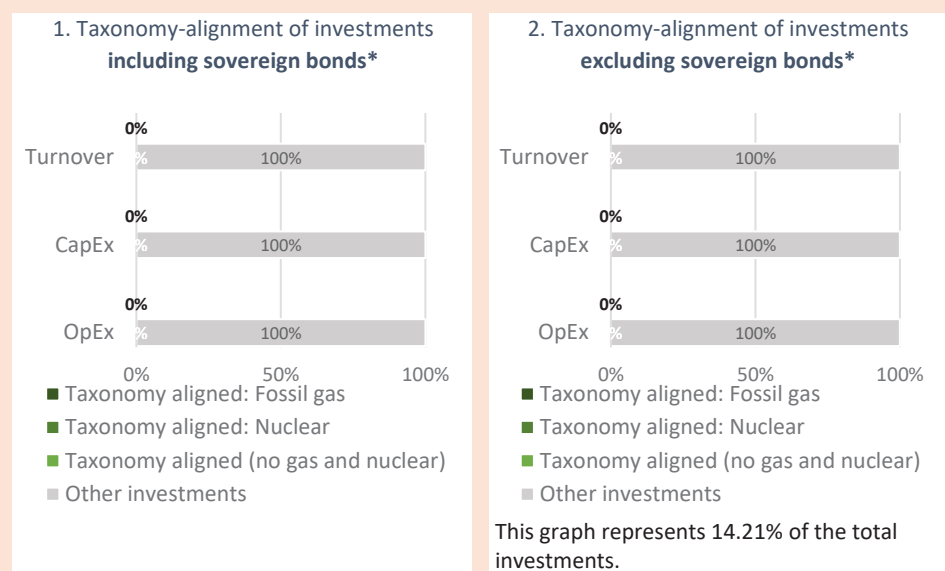 1. Taxonomy-alignment of investments
including sovereign bonds*
0%
Turnover % 100%
0%
CapEx % 100%
0%
OpEx % 100%
0% 50% 100%
Taxonomy aligned: Fossil gas
Taxonomy aligned: Nuclear
Taxonomy aligned (no gas and nuclear)
Other investments
2. Taxonomy-alignment of investments
excluding sovereign bonds*
0%
Turnover % 100%
0%
CapEx % 100%
0%
OpEx % 100%
0% 50% 100%
Taxonomy aligned: Fossil gas
Taxonomy aligned: Nuclear
Taxonomy aligned (no gas and nuclear)
Other investments
This graph represents 14.21% of the total
investments.